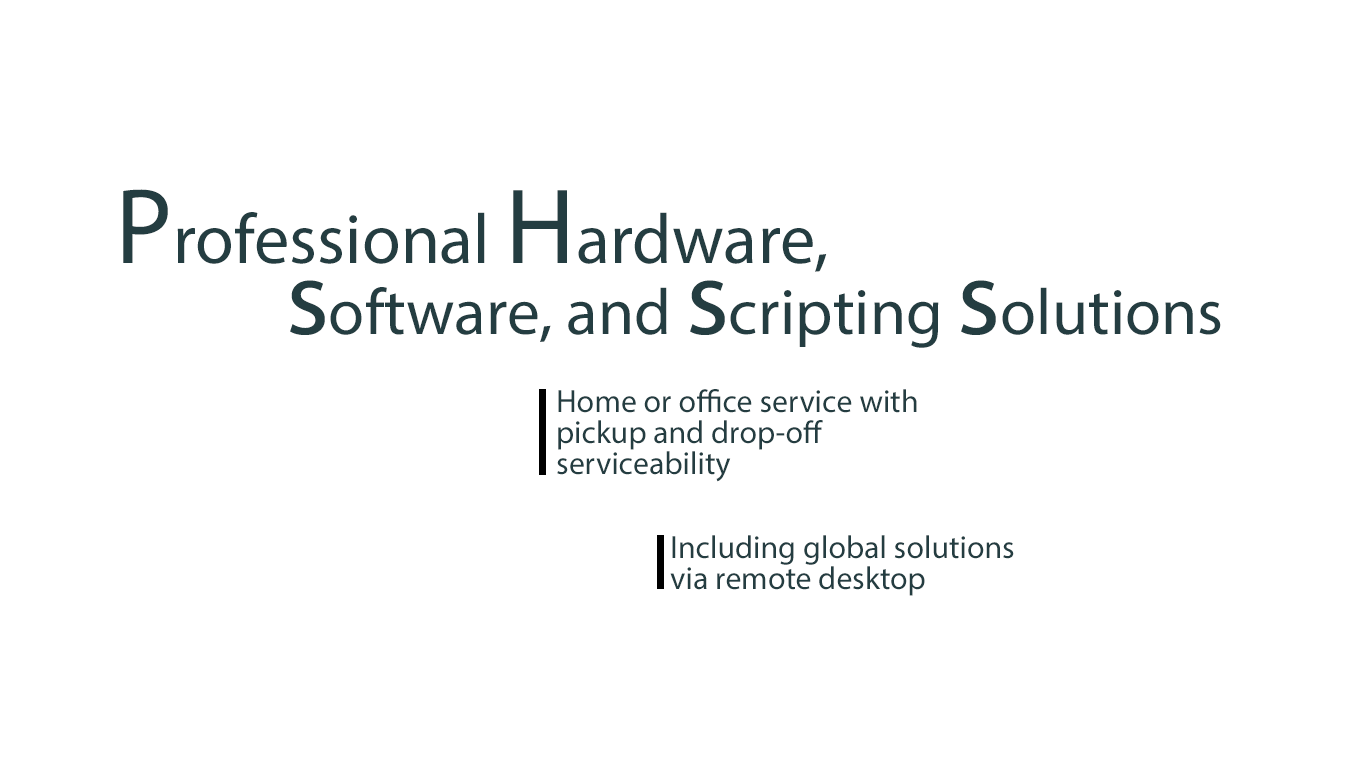 Professional Hardware,
Software, and Scripting Solutions
Home or office service with
pickup and drop-off
serviceability
Including global solutions
via remote desktop